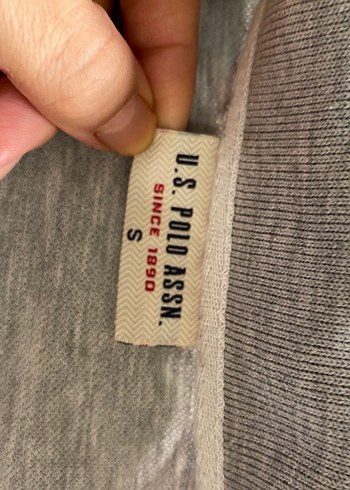 U.S. POLO ASSN.
SINCE 1890
S